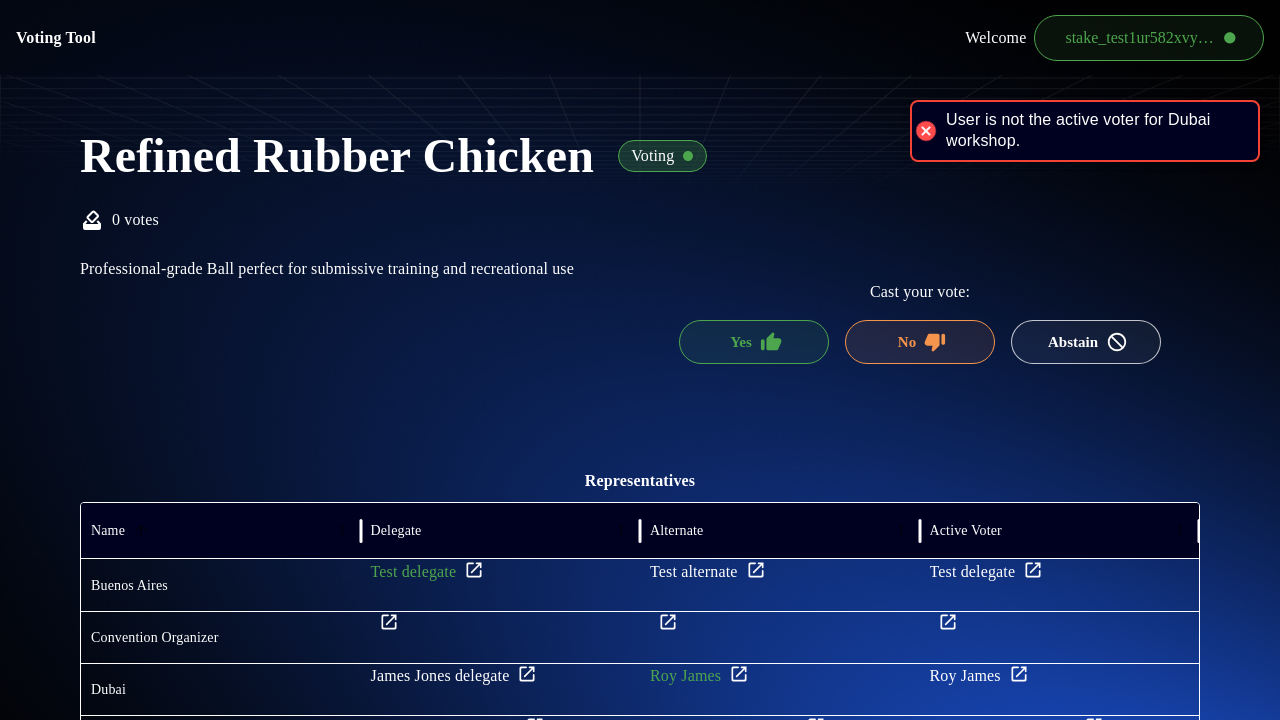 Voting Tool
Welcome
stake_test1ur582xvy…
User is not the active voter for Dubai
workshop.
Refined Rubber Chicken
Voting
0 votes
Professional-grade Ball perfect for submissive training and recreational use
Cast your vote:
Yes
No
Abstain
Representatives
Name Delegate Alternate Active Voter
Buenos Aires Test delegate Test alternate Test delegate
Convention Organizer
Dubai James Jones delegate Roy James Roy James